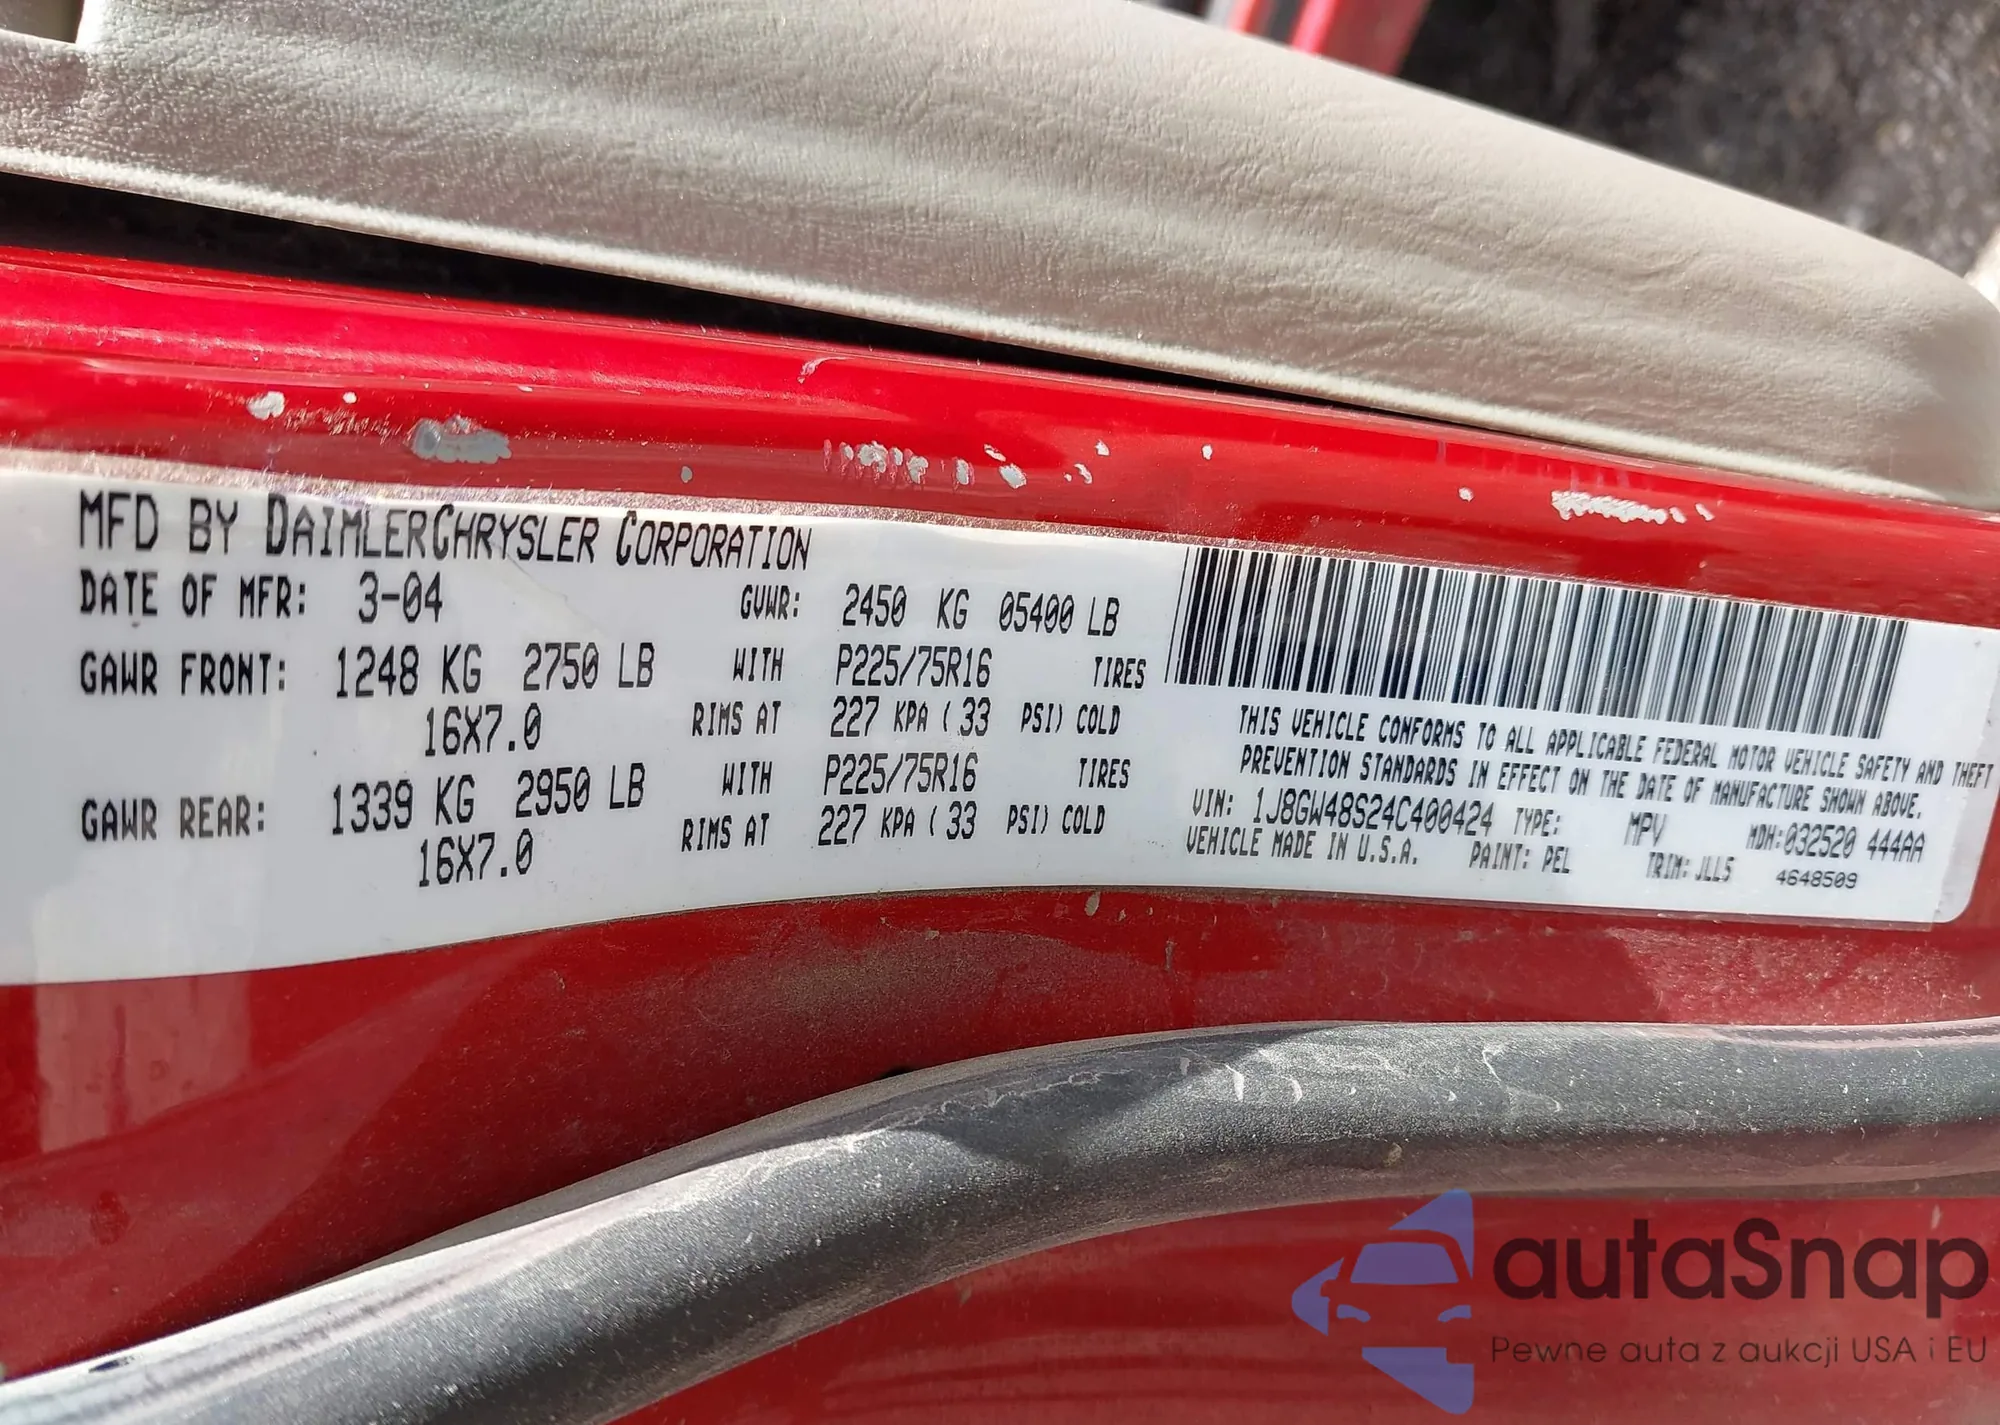 MFD BY DAIMLERCHRYSLER CORPORATION
DATE OF MFR: 3-04 GVWR: 2450 KG 05400 LB
GAWR FRONT: 1248 KG 2750 LB WITH P225/75R16 TIRES
16X7.0 RIMS AT 227 KPA ( 33 PSI) COLD
GAWR REAR: 1339 KG 2950 LB WITH P225/75R16 TIRES
16X7.0 RIMS AT 227 KPA ( 33 PSI) COLD
THIS VEHICLE CONFORMS TO ALL APPLICABLE FEDERAL MOTOR VEHICLE SAFETY AND THEFT
PREVENTION STANDARDS IN EFFECT ON THE DATE OF MANUFACTURE SHOWN ABOVE.
VIN: 1J8GW48S24C400424 TYPE: MPV MDH:032520 444AA
VEHICLE MADE IN U.S.A. PAINT: PEL TRIM: JLL5 4648509
autaSnap
Pewne auta z aukcji USA i EU